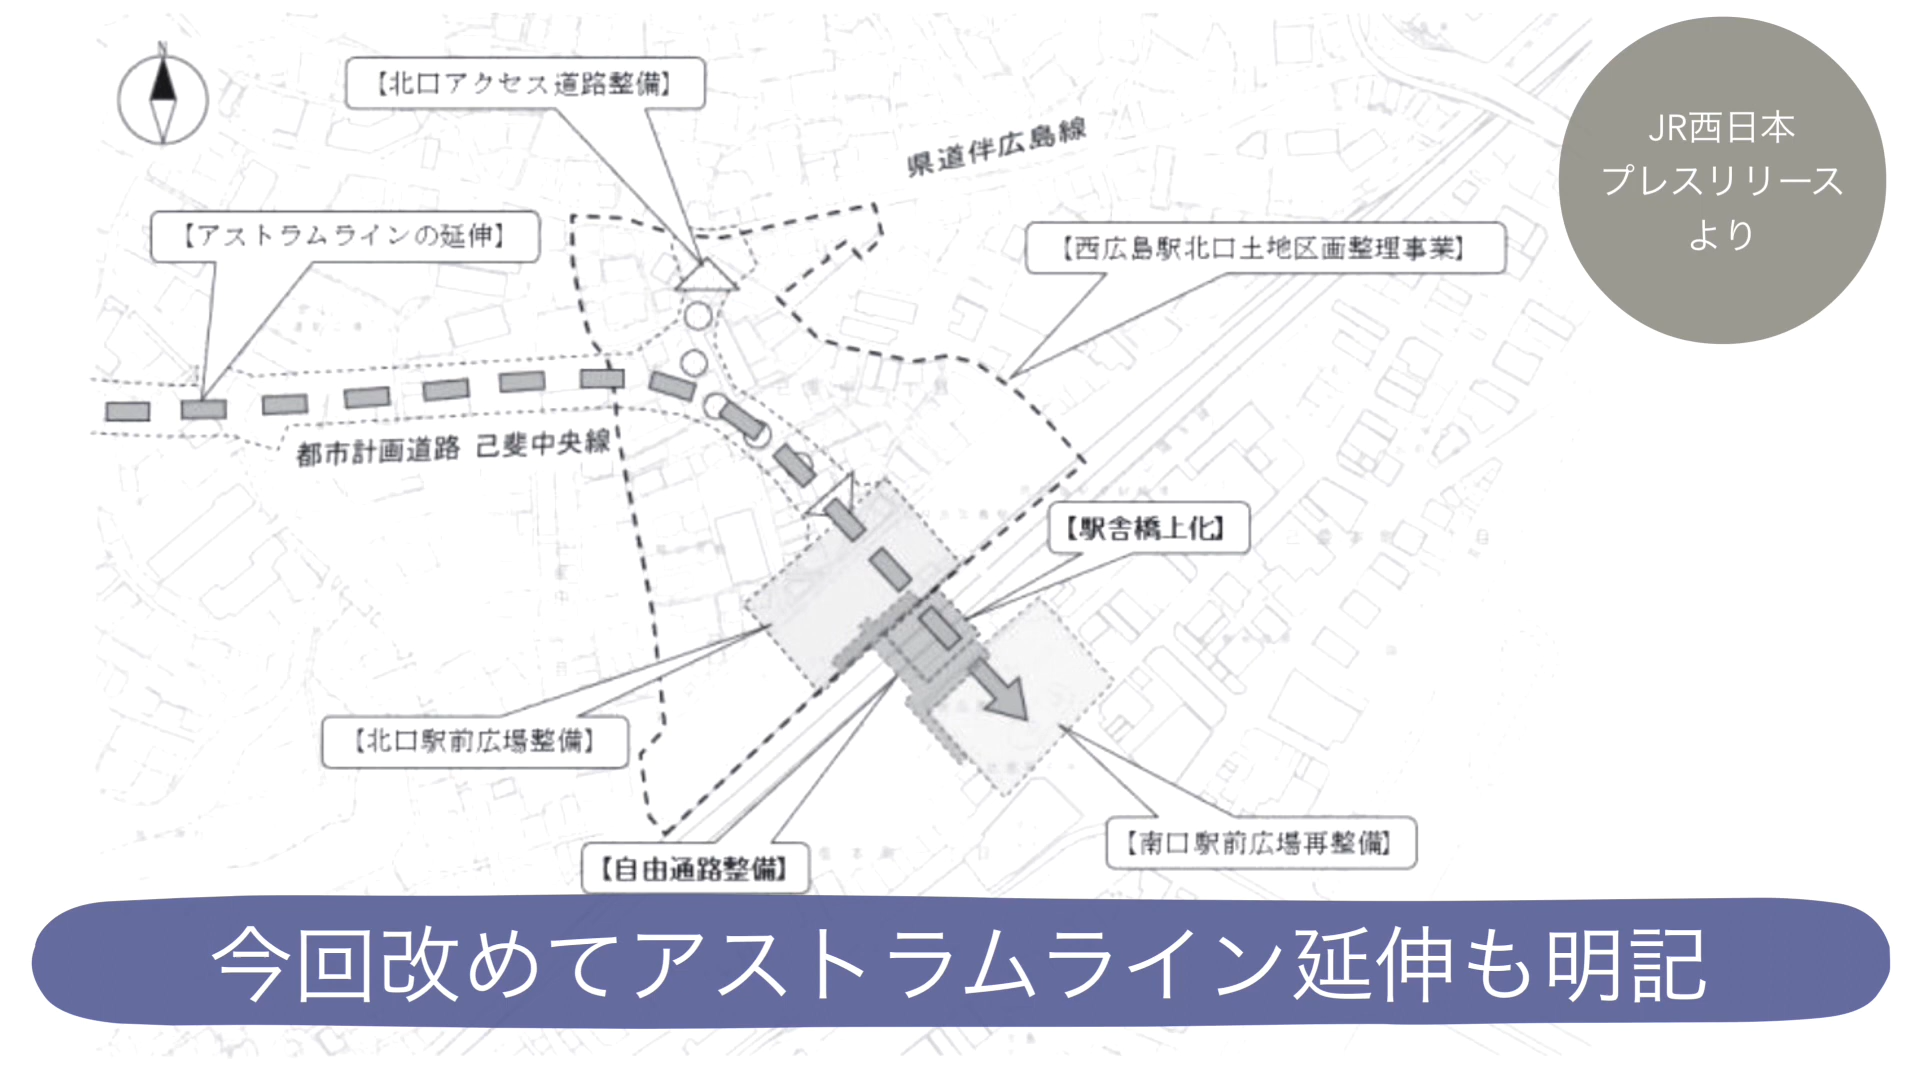 N
【北口アクセス道路整備】
JR西日本
プレスリリース
より
県道伴広島線
【アストラムラインの延伸】
【西広島駅北口土地区画整理事業】
都市計画道路 己斐中央線
【駅舎橋上化】
【北口駅前広場整備】
【南口駅前広場再整備】
【自由通路整備】
今回改めてアストラムライン延伸も明記